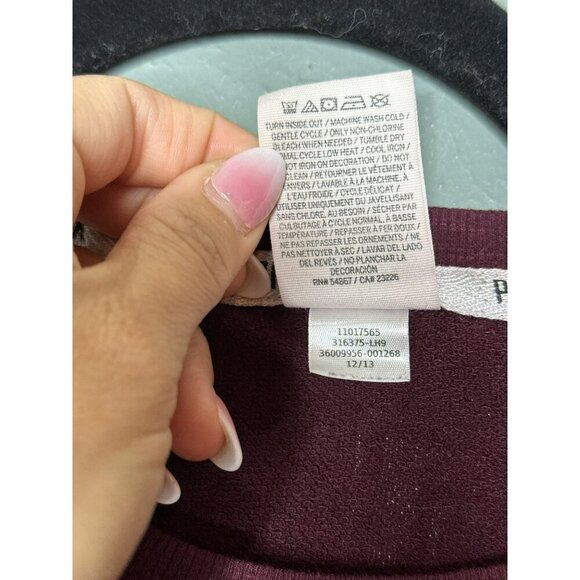 TURN INSIDE OUT / MACHINE WASH COLD /
GENTLE CYCLE / ONLY NON-CHLORINE
BLEACH WHEN NEEDED / TUMBLE DRY
MAL CYCLE LOW HEAT / COOL IRON /
NOT IRON ON DECORATION / DO NOT
CLEAN / RETOURNER LE VÊTEMENT À
ENVERS / LAVABLE À LA MACHINE, À
FROIDE / CYCLE DÉLICAT /
UTILISER UNIQUEMENT DU JAVELLISANT
SANS CHLORE, AU BESOIN / SÉCHER PAR
CULBUTAGE À CYCLE NORMAL, À BASSE
TEMPÉRATURE / REPASSER À FER DOUX /
NE PAS REPASSER LES ORNEMENTS / NE
PAS NETTOYER À SEC / LAVAR DEL LADO
DEL REVÉS / NO PLANCHAR LA
DECORACIÓN
RN# 54867 / CA# 23226
P
11017565
316375-LH9
36009956-001268
12/13